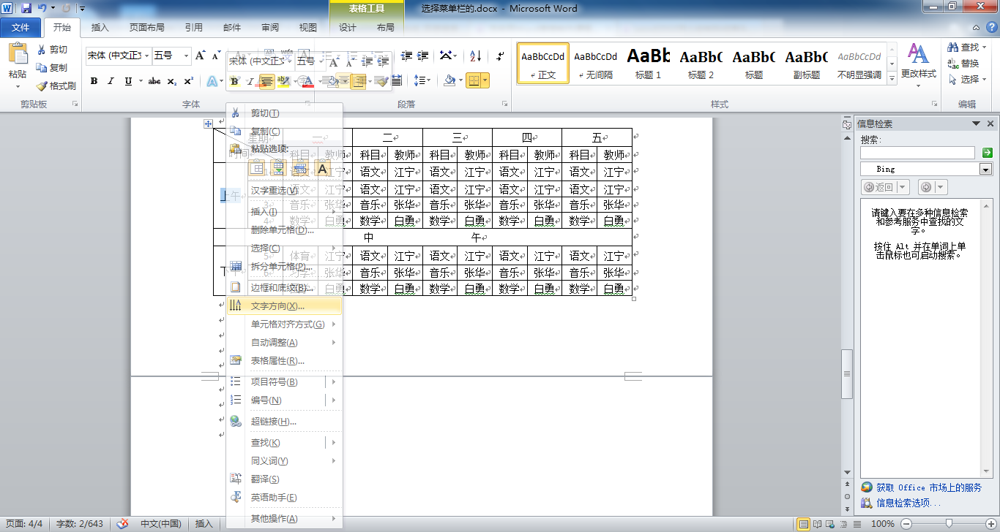 表格工具
选择菜单栏的.docx - Microsoft Word
文件 开始 插入 页面布局 引用 邮件 审阅 视图 设计 布局
粘贴 剪切
复制
格式刷
剪贴板
宋体 (中文正文 五号
B I U abc x₂ x²
字体
宋体 (中文正文 五号
段落
AaBbCcDd 正文
AaBbCcDd 无间隔
AaBb 标题 1
AaBbC 标题 2
AaBbC 标题
AaBbC 副标题
AaBbCcDd 不明显强调
更改样式
样式
查找
替换
选择
编辑
星期 一 二 三 四 五
时间 科目 教师 科目 教师 科目 教师 科目 教师 科目 教师
语文 江宁 语文 江宁 语文 江宁 语文 江宁 语文 江宁
上午 语文 江宁 语文 江宁 语文 江宁 语文 江宁 语文 江宁
3 音乐 张华 音乐 张华 音乐 张华 音乐 张华 音乐 张华
4 数学 白勇 数学 白勇 数学 白勇 数学 白勇 数学 白勇
中 午
5 体育 江宁 语文 江宁 语文 江宁 语文 江宁 语文 江宁
下 6 张华 音乐 张华 音乐 张华 音乐 张华 音乐 张华
白勇 数学 白勇 数学 白勇 数学 白勇 数学 白勇
剪切(T)
复制(C)
粘贴选项:
A
汉字重选(V)
插入(I)
删除单元格(D)...
选择(C)
拆分单元格(P)...
边框和底纹(B)...
文字方向(X)...
单元格对齐方式(G)
自动调整(A)
表格属性(R)...
项目符号(B)
编号(N)
超链接(H)...
查找(K)
同义词(Y)
翻译(S)
英语助手(E)
其他操作(A)
信息检索
搜索:
Bing
返回
请键入要在多种信息检索
和参考服务中查找的文
字。
按住 Alt 并在单词上单
击鼠标也可启动搜索。
获取 Office 市场上的服务
信息检索选项...
页面: 4/4 字数: 2/643 中文(中国) 插入 100%